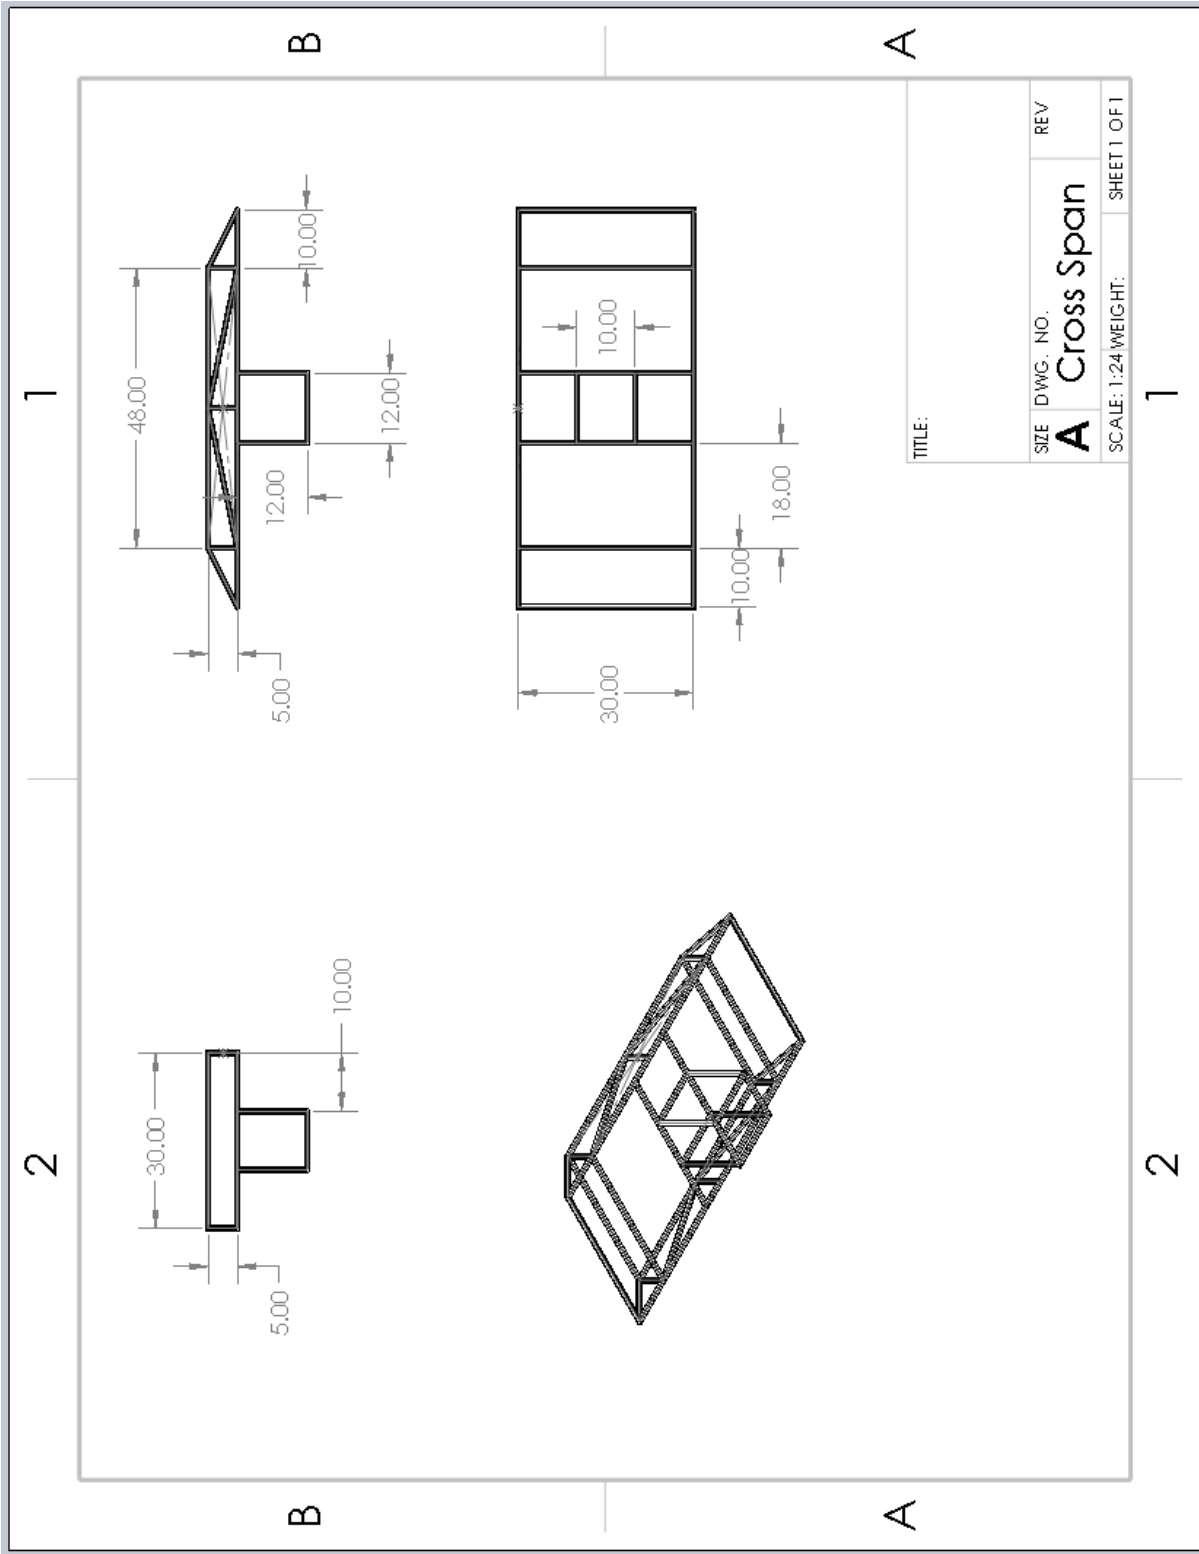 B
A
1
48.00
10.00
12.00
12.00
5.00
10.00
18.00
10.00
30.00
TITLE:
SIZE
DWG. NO.
REV
A
Cross Span
SCALE: 1:24
WEIGHT:
SHEET 1 OF 1
1
2
30.00
10.00
5.00
2
B
A